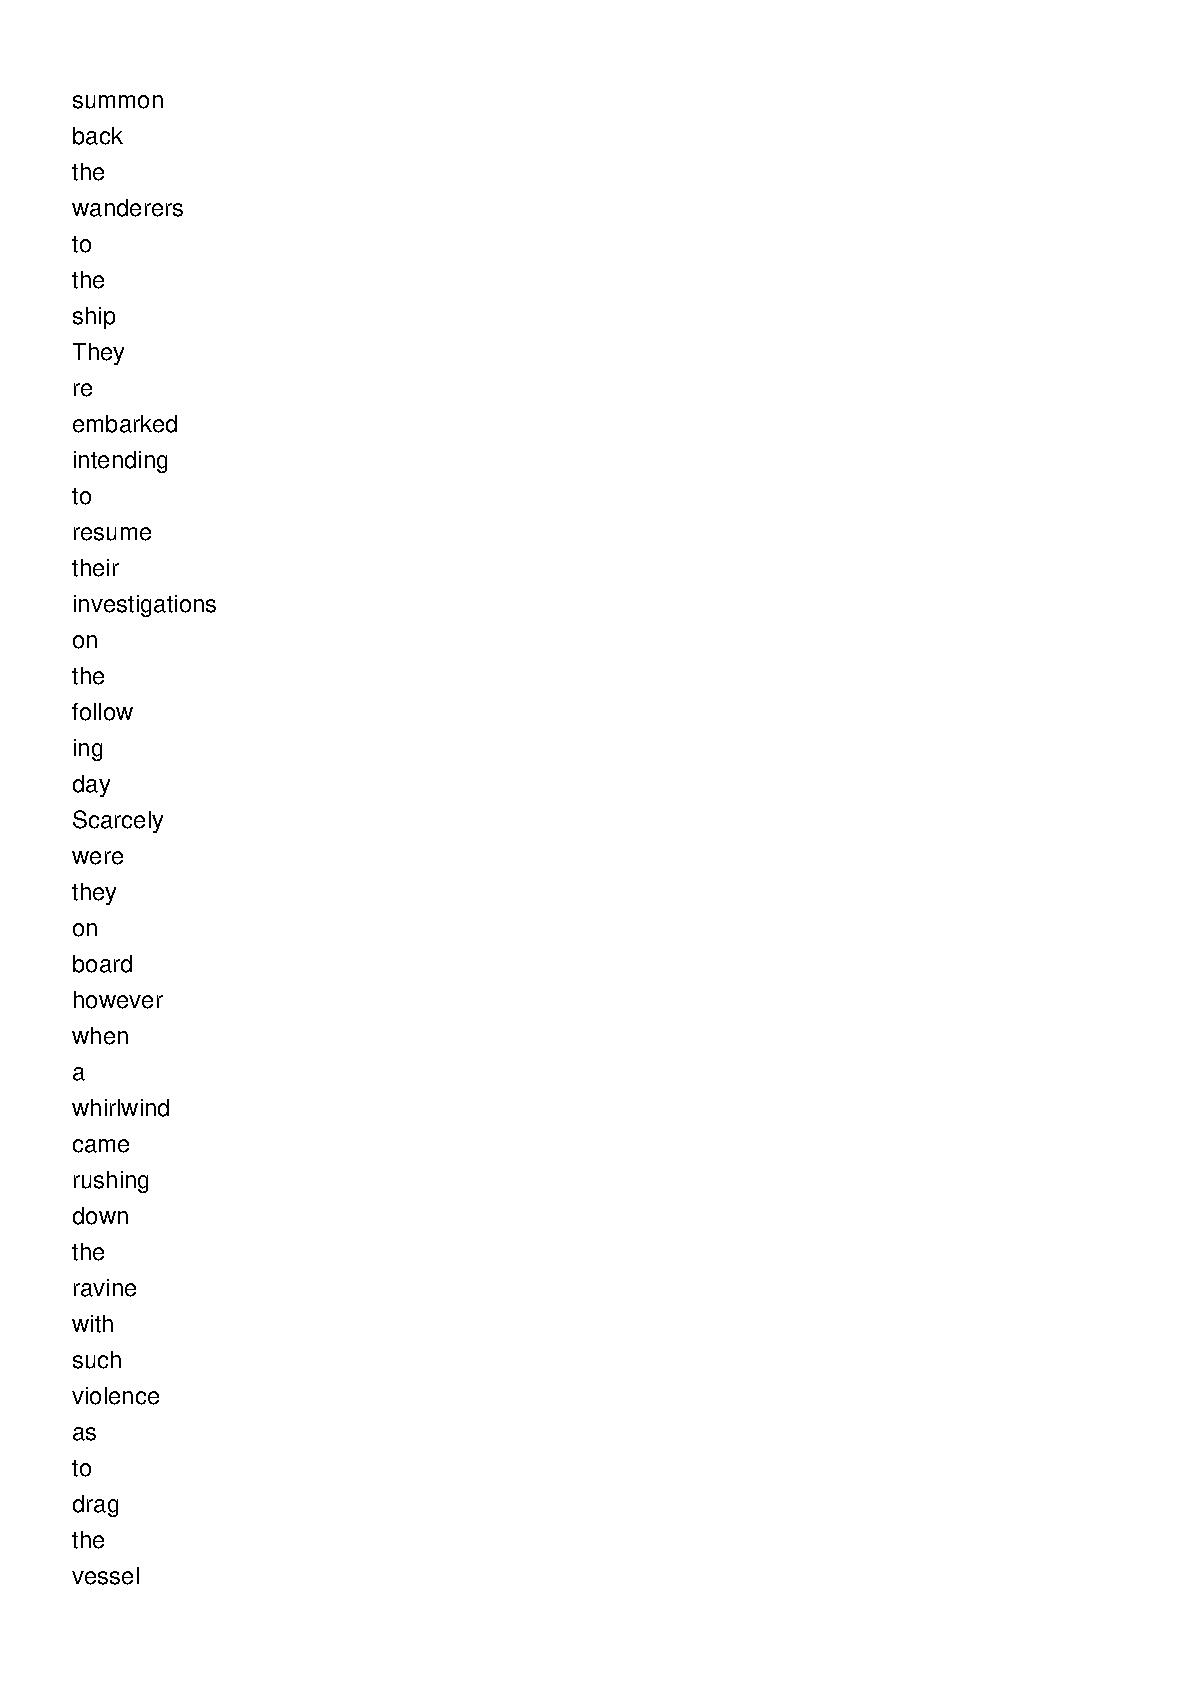 summon
back
the
wanderers
to
the
ship
They
re
embarked
intending
to
resume
their
investigations
on
the
follow
ing
day
Scarcely
were
they
on
board
however
when
a
whirlwind
came
rushing
down
the
ravine
with
such
violence
as
to
drag
the
vessel